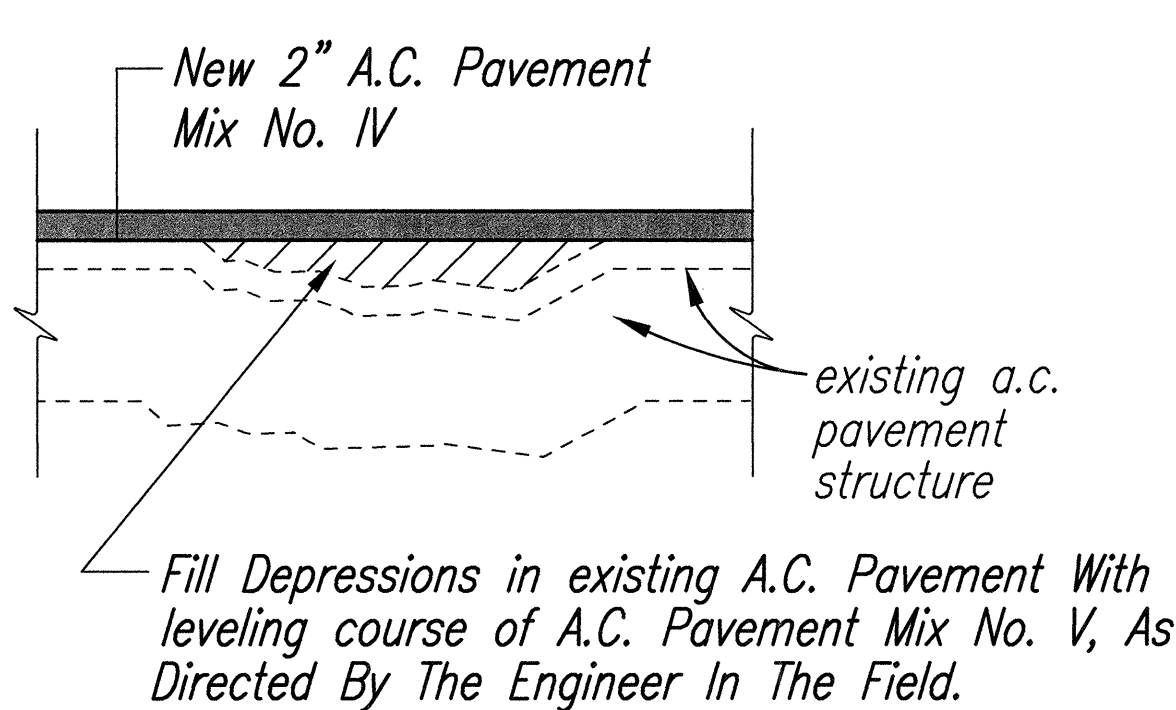 New 2" A.C. Pavement
Mix No. IV
existing a.c.
pavement
structure
Fill Depressions in existing A.C. Pavement With
leveling course of A.C. Pavement Mix No. V, As
Directed By The Engineer In The Field.